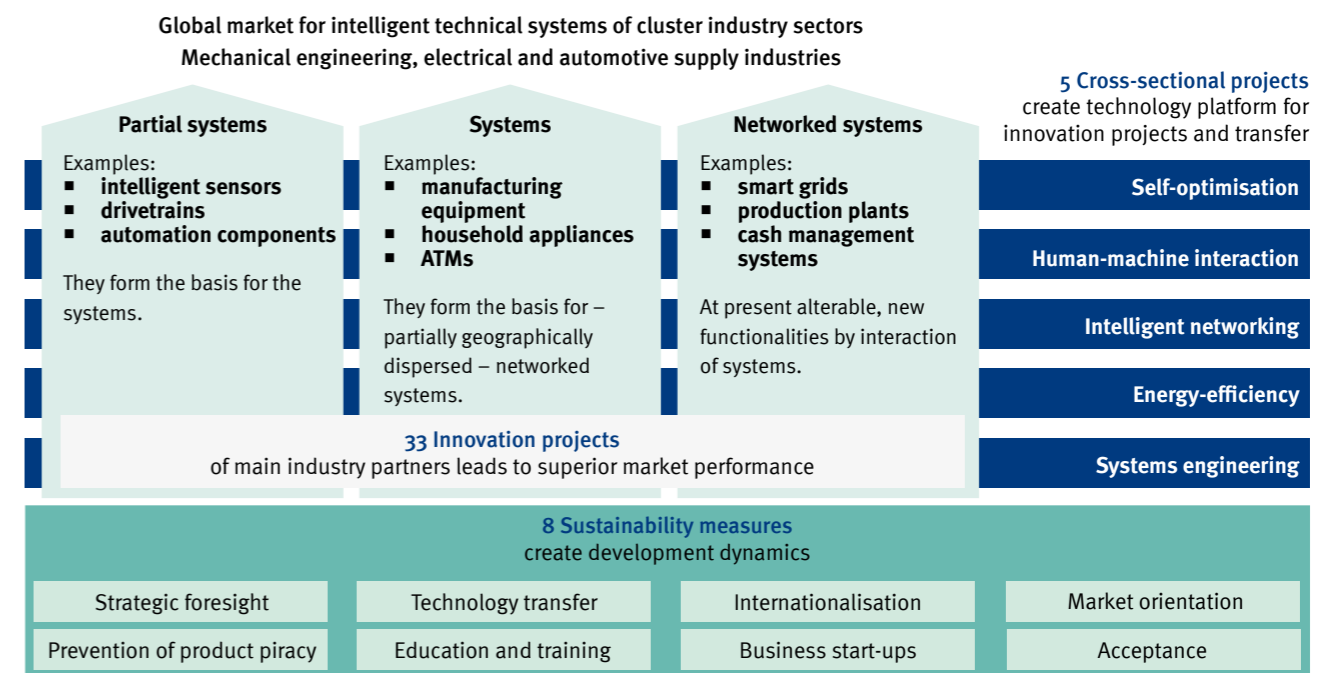 Global market for intelligent technical systems of cluster industry sectors
Mechanical engineering, electrical and automotive supply industries
5 Cross-sectional projects
create technology platform for
innovation projects and transfer
Partial systems
Examples:
▪ intelligent sensors
▪ drivetrains
▪ automation components
They form the basis for the
systems.
Systems
Examples:
▪ manufacturing
equipment
▪ household appliances
▪ ATMs
They form the basis for –
partially geographically
dispersed – networked
systems.
Networked systems
Examples:
▪ smart grids
▪ production plants
▪ cash management
systems
At present alterable, new
functionalities by interaction
of systems.
Self-optimisation
Human-machine interaction
Intelligent networking
Energy-efficiency
Systems engineering
33 Innovation projects
of main industry partners leads to superior market performance
8 Sustainability measures
create development dynamics
Strategic foresight
Technology transfer
Internationalisation
Market orientation
Prevention of product piracy
Education and training
Business start-ups
Acceptance